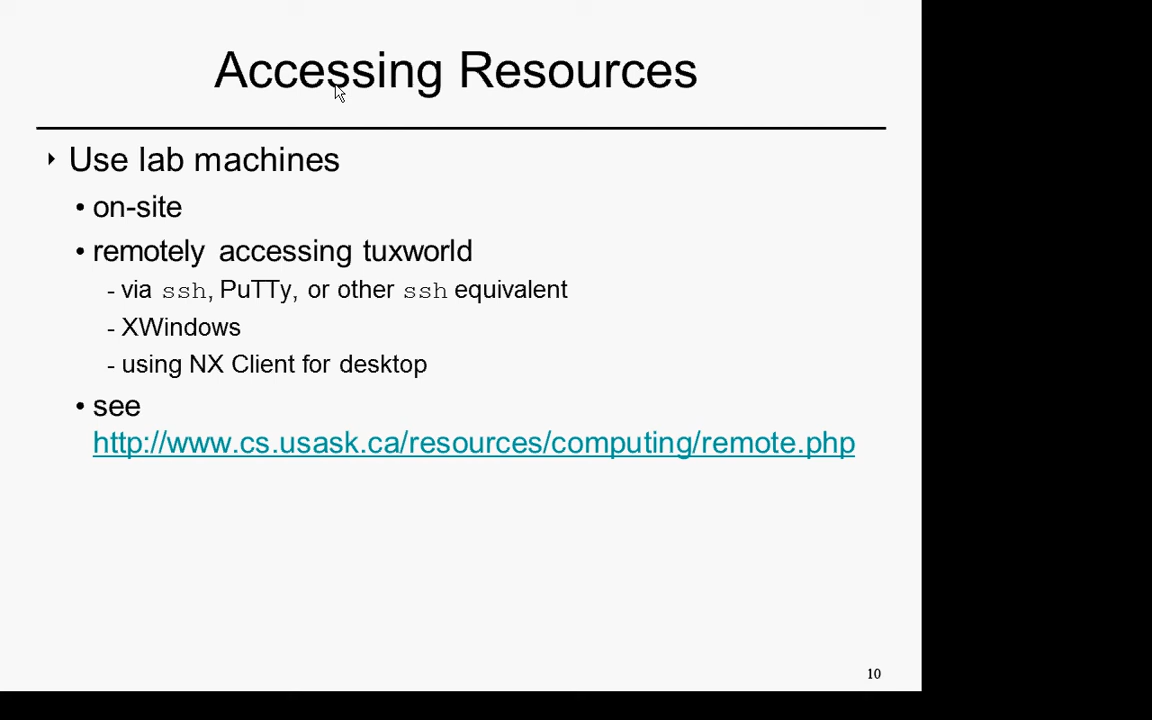 Accessing Resources
‣ Use lab machines
• on-site
• remotely accessing tuxworld
- via ssh, PuTTy, or other ssh equivalent
- XWindows
- using NX Client for desktop
• see
http://www.cs.usask.ca/resources/computing/remote.php
10